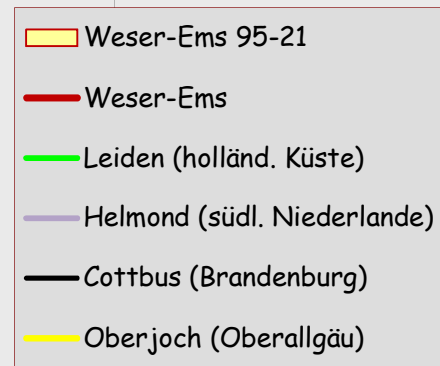 Weser-Ems 95-21
Weser-Ems
Leiden (holländ. Küste)
Helmond (südl. Niederlande)
Cottbus (Brandenburg)
Oberjoch (Oberallgäu)